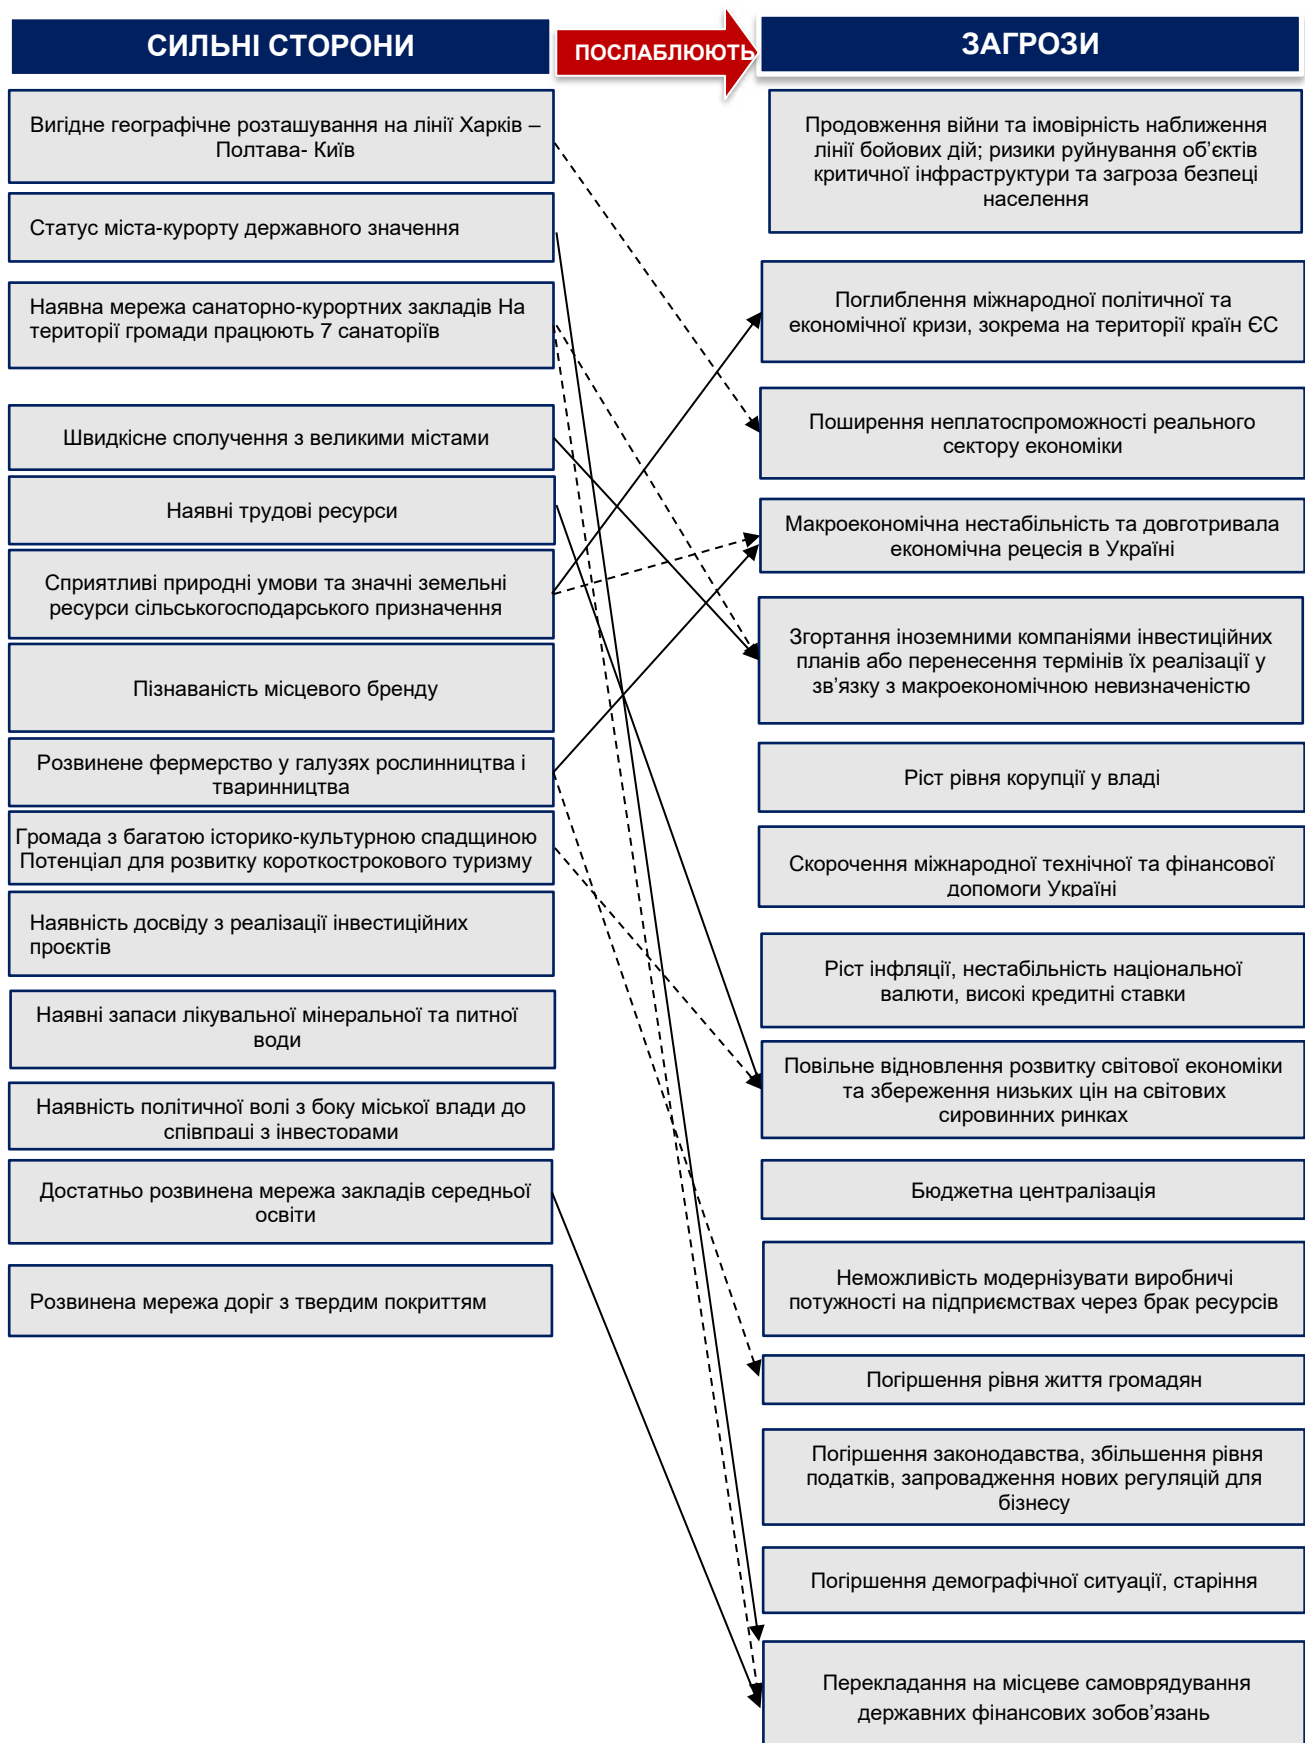 СИЛЬНІ СТОРОНИ
ПОСЛАБЛЮЮТЬ
ЗАГРОЗИ
Вигідне географічне розташування на лінії Харків –
Полтава- Київ
Статус міста-курорту державного значення
Наявна мережа санаторно-курортних закладів На
території громади працюють 7 санаторіїв
Швидкісне сполучення з великими містами
Наявні трудові ресурси
Сприятливі природні умови та значні земельні
ресурси сільськогосподарського призначення
Пізнаваність місцевого бренду
Розвинене фермерство у галузях рослинництва і
тваринництва
Громада з багатою історико-культурною спадщиною
Потенціал для розвитку короткострокового туризму
Наявність досвіду з реалізації інвестиційних
проєктів
Наявні запаси лікувальної мінеральної та питної
води
Наявність політичної волі з боку міської влади до
співпраці з інвесторами
Достатньо розвинена мережа закладів середньої
освіти
Розвинена мережа доріг з твердим покриттям
Продовження війни та імовірність наближення
лінії бойових дій; ризики руйнування об’єктів
критичної інфраструктури та загроза безпеці
населення
Поглиблення міжнародної політичної та
економічної кризи, зокрема на території країн ЄС
Поширення неплатоспроможності реального
сектору економіки
Макроекономічна нестабільність та довготривала
економічна рецесія в Україні
Згортання іноземними компаніями інвестиційних
планів або перенесення термінів їх реалізації у
зв’язку з макроекономічною невизначеністю
Ріст рівня корупції у владі
Скорочення міжнародної технічної та фінансової
допомоги Україні
Ріст інфляції, нестабільність національної
валюти, високі кредитні ставки
Повільне відновлення розвитку світової економіки
та збереження низьких цін на світових
сировинних ринках
Бюджетна централізація
Неможливість модернізувати виробничі
потужності на підприємствах через брак ресурсів
Погіршення рівня життя громадян
Погіршення законодавства, збільшення рівня
податків, запровадження нових регуляцій для
бізнесу
Погіршення демографічної ситуації, старіння
Перекладання на місцеве самоврядування
державних фінансових зобов’язань